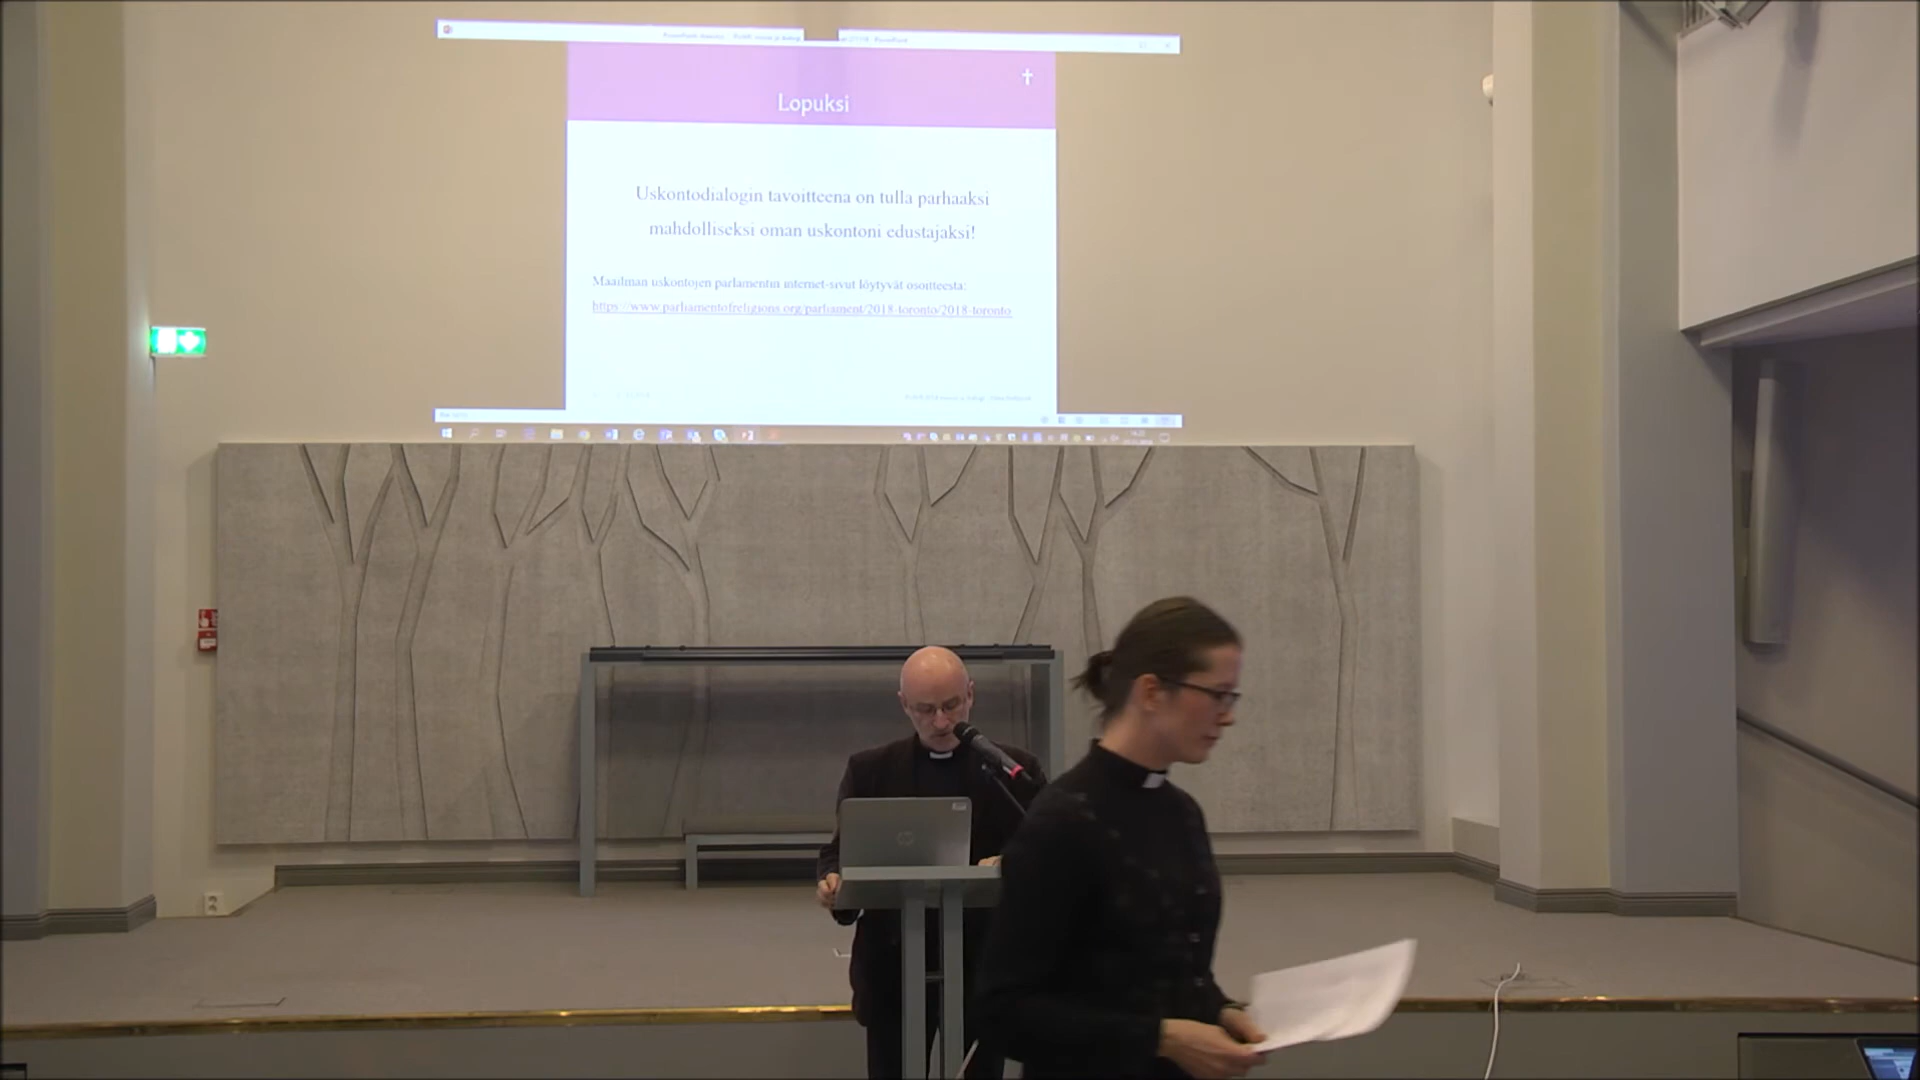 Lopuksi
Uskontodialogin tavoitteena on tulla parhaaksi
mahdolliseksi oman uskontoni edustajaksi!
Maailman uskontojen parlamentin internet-sivut löytyvät osoitteesta:
https://www.parliamentofreligions.org/parliament/2018-toronto/2018-toronto
hp